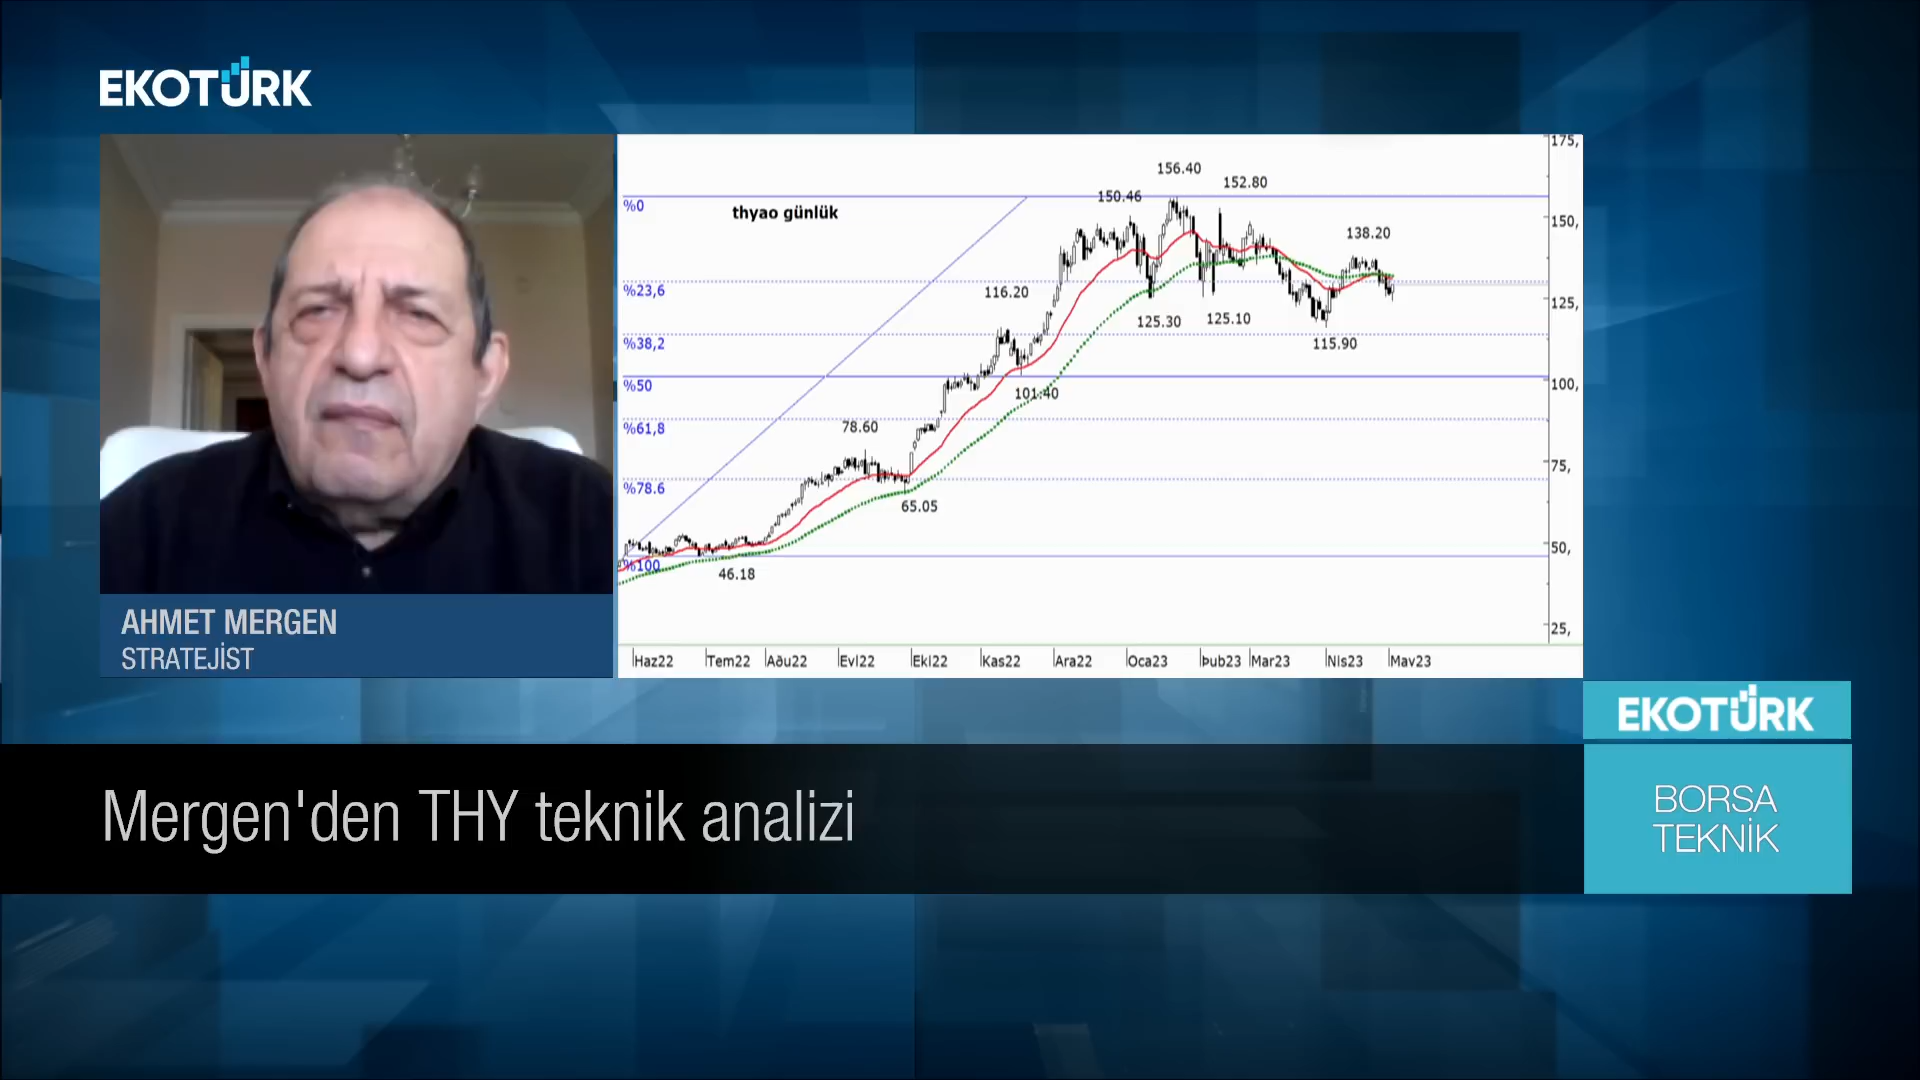 EKOTÜRK
AHMET MERGEN
STRATEJİST
thyao günlük
%0
%23,6
%38,2
%50
%61,8
%78.6
%100
46.18
78.60
65.05
116.20
101.40
150.46
156.40
152.80
125.30
125.10
138.20
115.90
175,
150,
125,
100,
75,
50,
25,
Haz22 Tem22 Aðu22 Eyl22 Eki22 Kas22 Ara22 Oca23 Þub23 Mar23 Nis23 May23
EKOTÜRK
Mergen'den THY teknik analizi
BORSA
TEKNİK